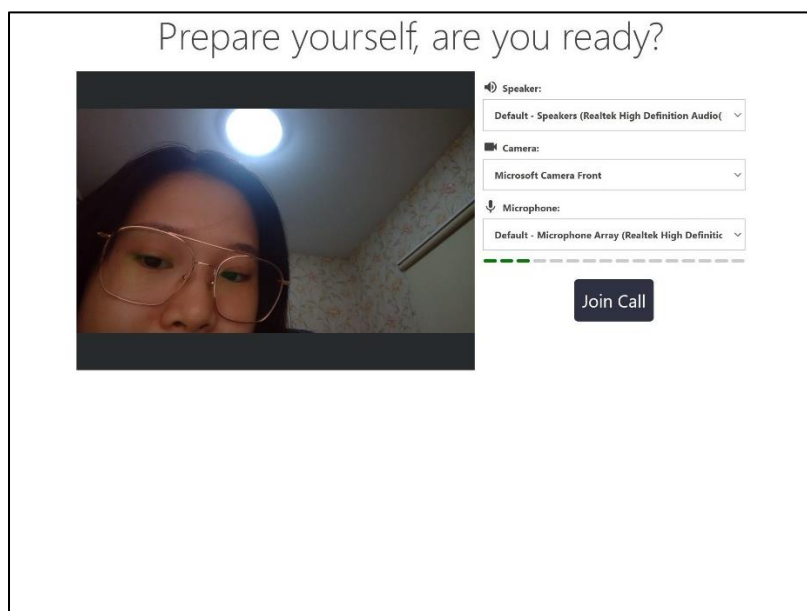 Prepare yourself, are you ready?
Speaker:
Default - Speakers (Realtek High Definition Audio(
Camera:
Microsoft Camera Front
Microphone:
Default - Microphone Array (Realtek High Definitic
Join Call